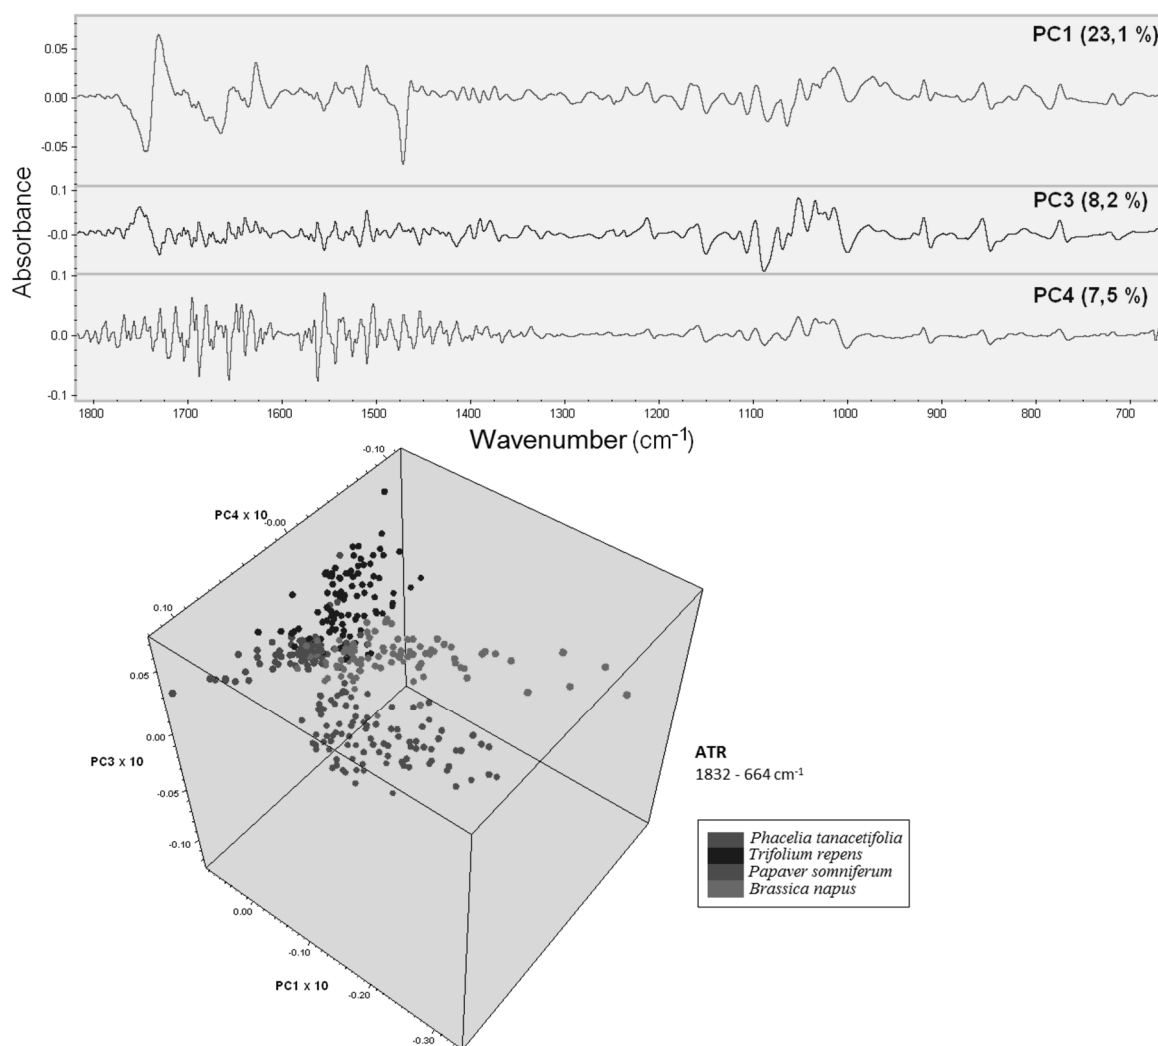 PC1 (23,1 %)
0.05
0.00
-0.05
0.1
PC3 (8,2 %)
-0.0
0.1
PC4 (7,5 %)
0.0
-0.1
Absorbance
1800 1700 1600 1500 1400 1300 1200 1100 1000 900 800 700
Wavenumber (cm-1)
-0.10
PC4 x 10
-0.00
0.10
0.05
0.00
PC3 x 10
-0.05
-0.10
0.00
-0.10
PC1 x 10
-0.20
-0.30
ATR
1832 - 664 cm-1
Phacelia tanacetifolia
Trifolium repens
Papaver somniferum
Brassica napus